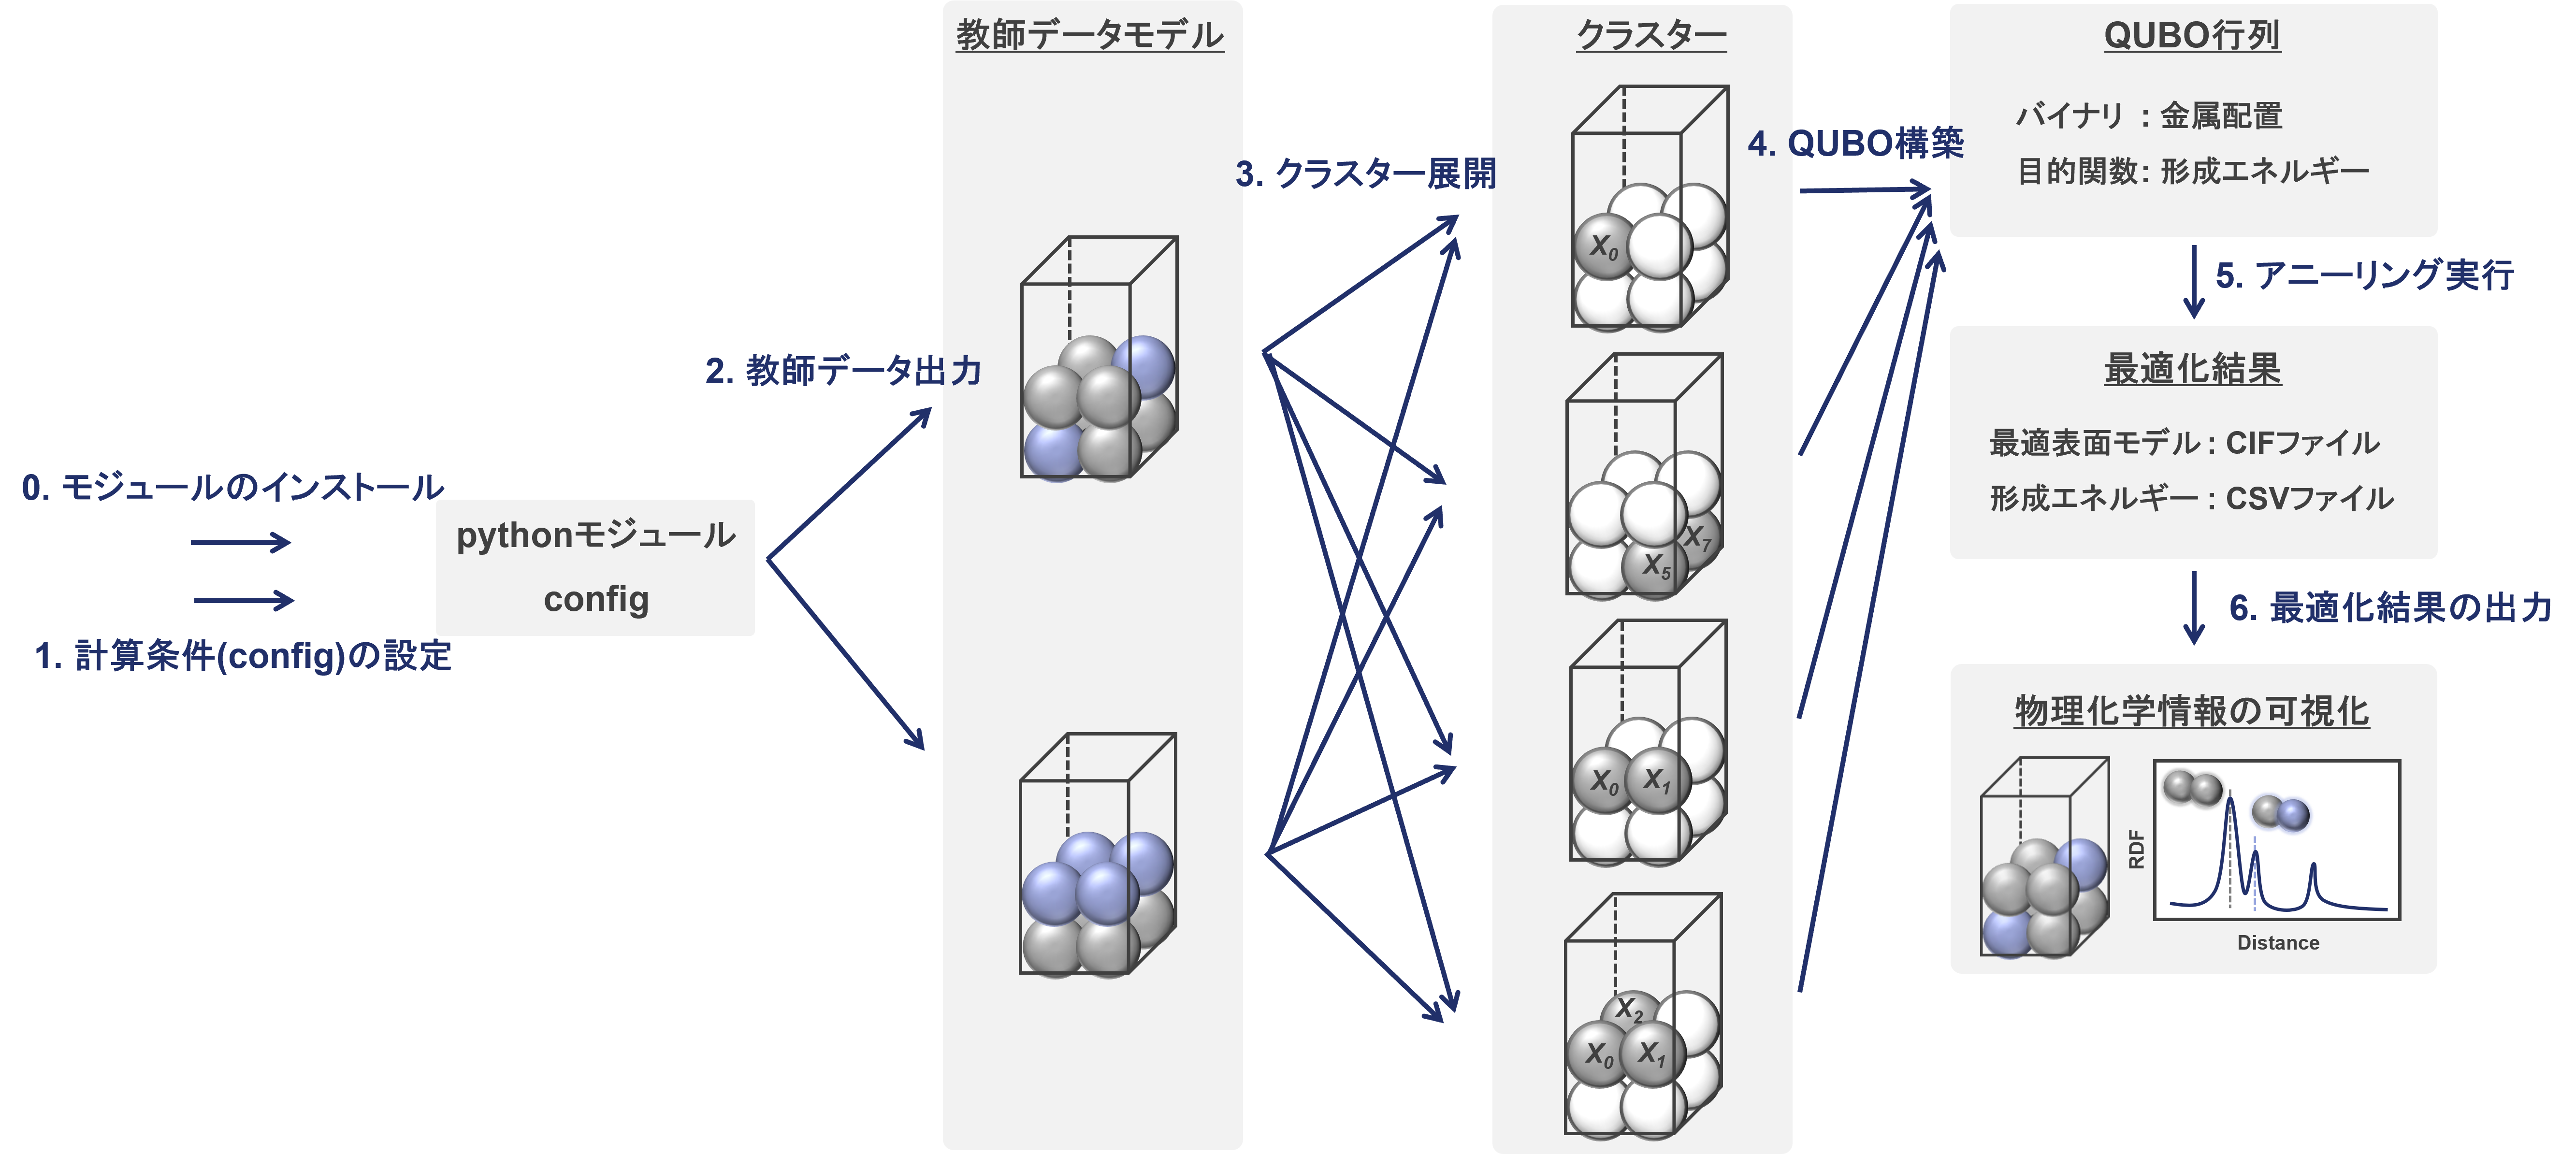 0. モジュールのインストール
1. 計算条件(config)の設定
pythonモジュール
config
2. 教師データ出力
教師データモデル
3. クラスター展開
クラスター
X0
X7
X5
X0
X1
X2
X0
X1
4. QUBO構築
QUBO行列
バイナリ : 金属配置
目的関数: 形成エネルギー
5. アニーリング実行
最適化結果
最適表面モデル : CIFファイル
形成エネルギー : CSVファイル
6. 最適化結果の出力
物理化学情報の可視化
RDF
Distance